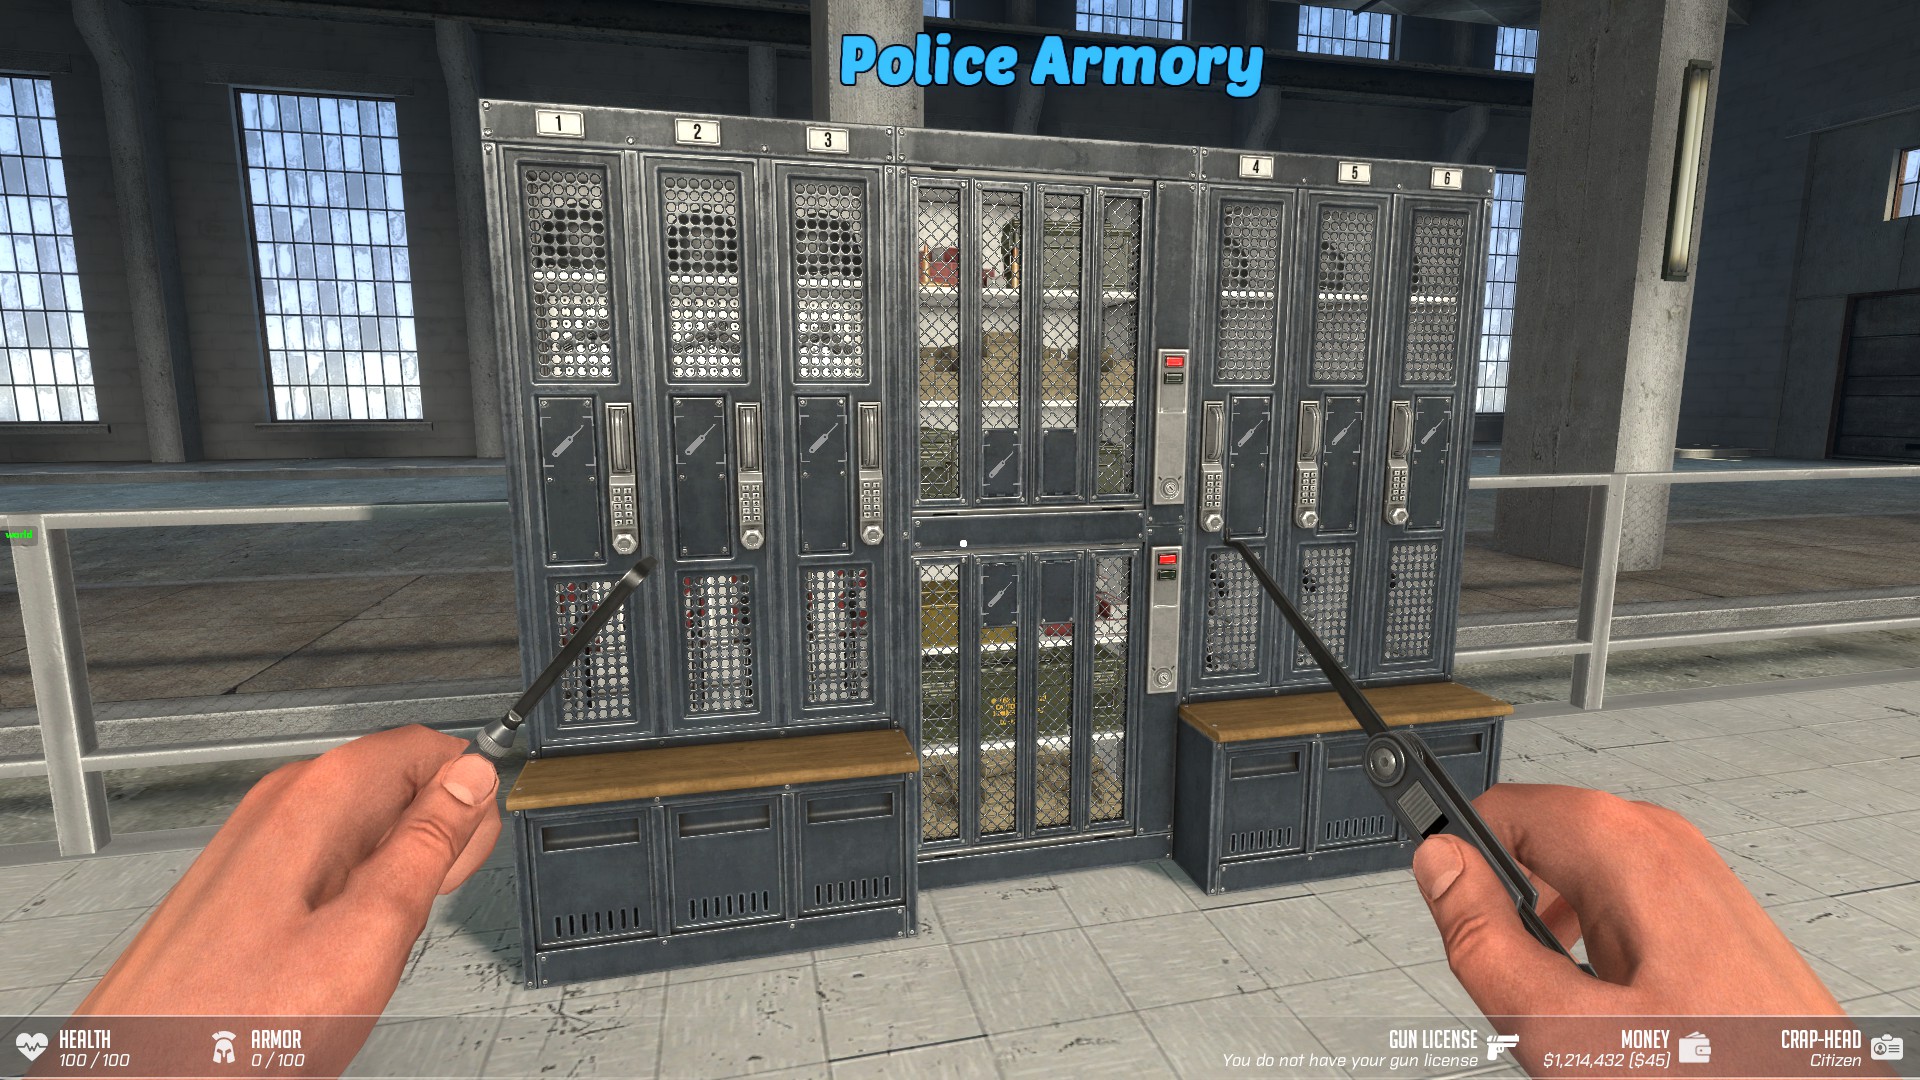 Police Armory
1
2
3
4
5
6
world
HEALTH
100 / 100
ARMOR
0 / 100
GUN LICENSE
You do not have your gun license
MONEY
$1,214,432 ($45)
CRAP-HEAD
Citizen